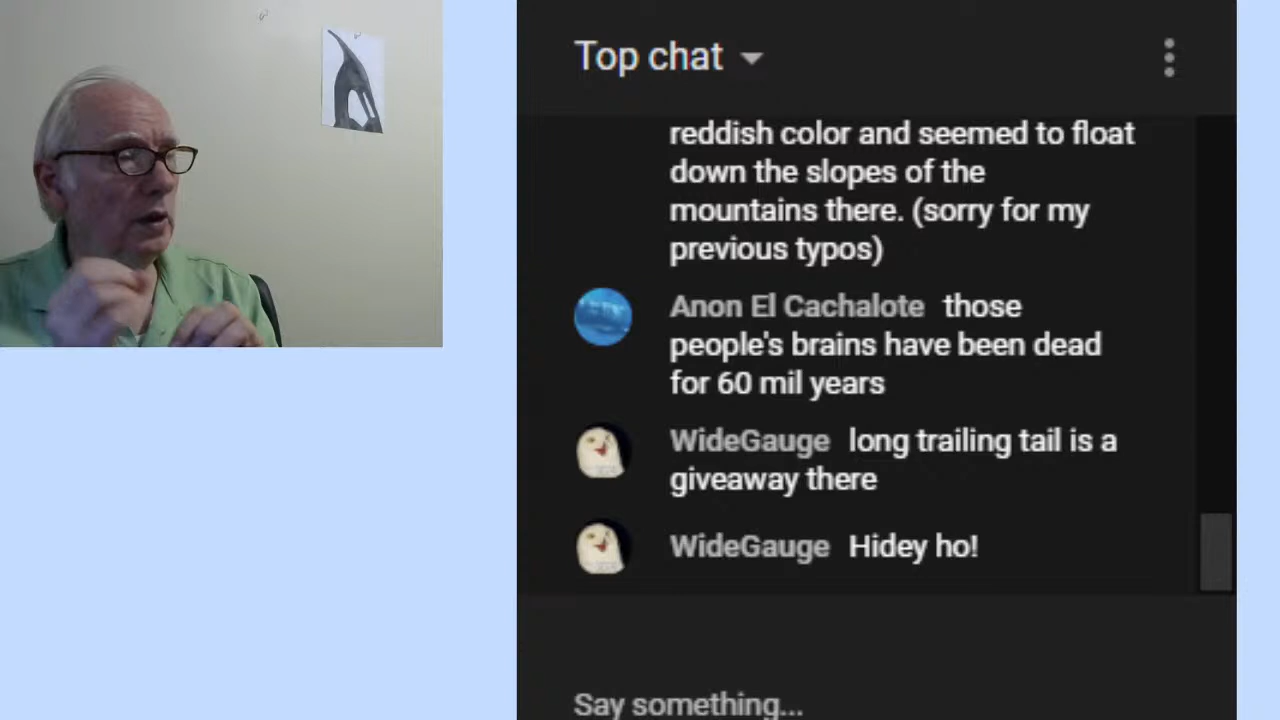 Top chat
reddish color and seemed to float
down the slopes of the
mountains there. (sorry for my
previous typos)
Anon El Cachalote those
people's brains have been dead
for 60 mil years
WideGauge long trailing tail is a
giveaway there
WideGauge Hidey ho!
Say something...